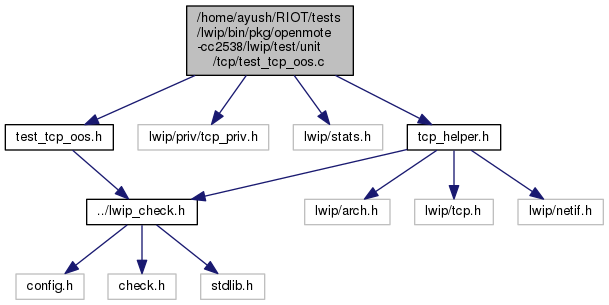 /home/ayush/RIOT/tests
/lwip/bin/pkg/openmote
-cc2538/lwip/test/unit
/tcp/test_tcp_oos.c
test_tcp_oos.h
lwip/priv/tcp_priv.h
lwip/stats.h
tcp_helper.h
../lwip_check.h
lwip/arch.h
lwip/tcp.h
lwip/netif.h
config.h
check.h
stdlib.h